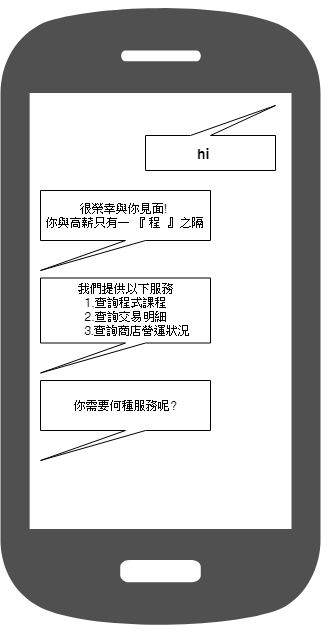 hi
很榮幸與你見面!
你與高薪只有一 『 程 』之隔
我們提供以下服務
1.查詢程式課程
2.查詢交易明細
3.查詢商店營運狀況
你需要何種服務呢?